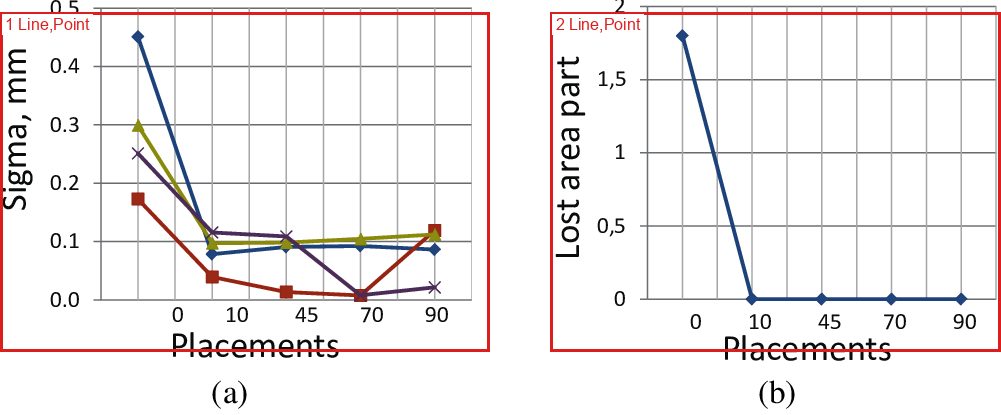 0.5
1 Line,Point
Sigma, mm
0.4
0.3
0.2
0.1
0.0
0 10 45 70 90
Placements
(a)
2
2 Line,Point
Lost area part
1,5
1
0,5
0
0 10 45 70 90
Placements
(b)